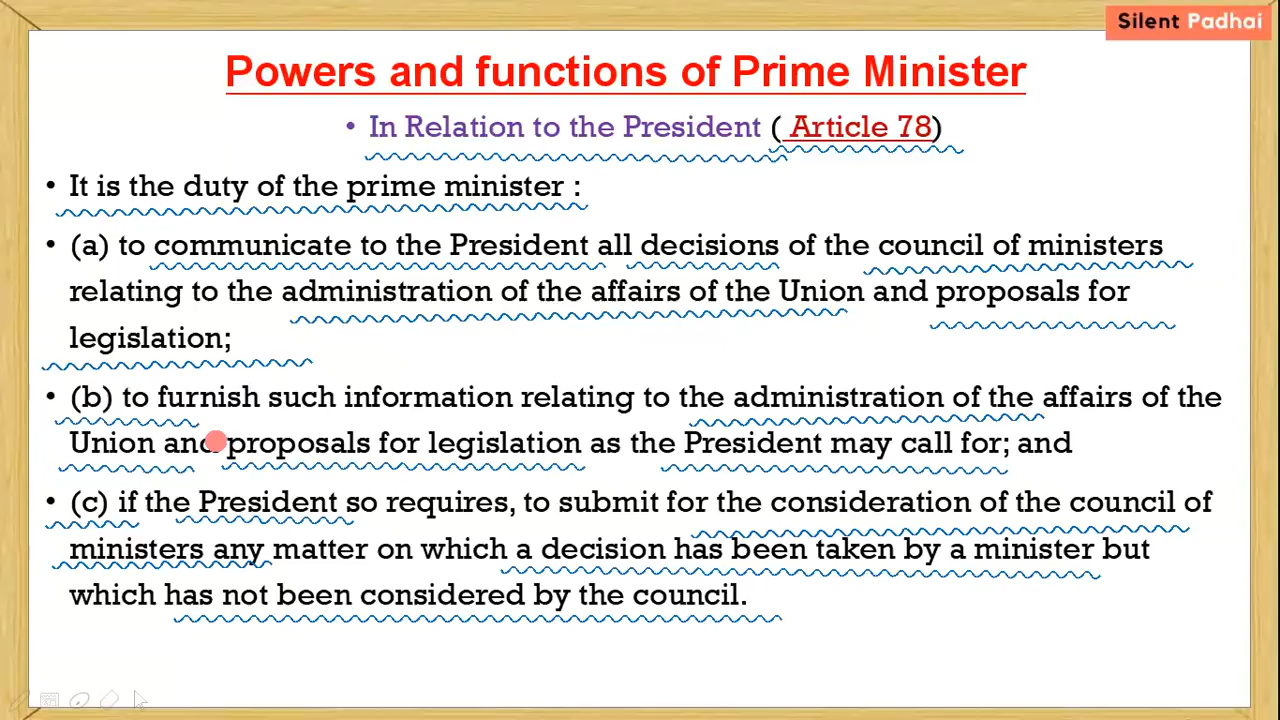 Silent Padhai
Powers and functions of Prime Minister
• In Relation to the President ( Article 78)
• It is the duty of the prime minister :
• (a) to communicate to the President all decisions of the council of ministers
relating to the administration of the affairs of the Union and proposals for
legislation;
• (b) to furnish such information relating to the administration of the affairs of the
Union and proposals for legislation as the President may call for; and
• (c) if the President so requires, to submit for the consideration of the council of
ministers any matter on which a decision has been taken by a minister but
which has not been considered by the council.